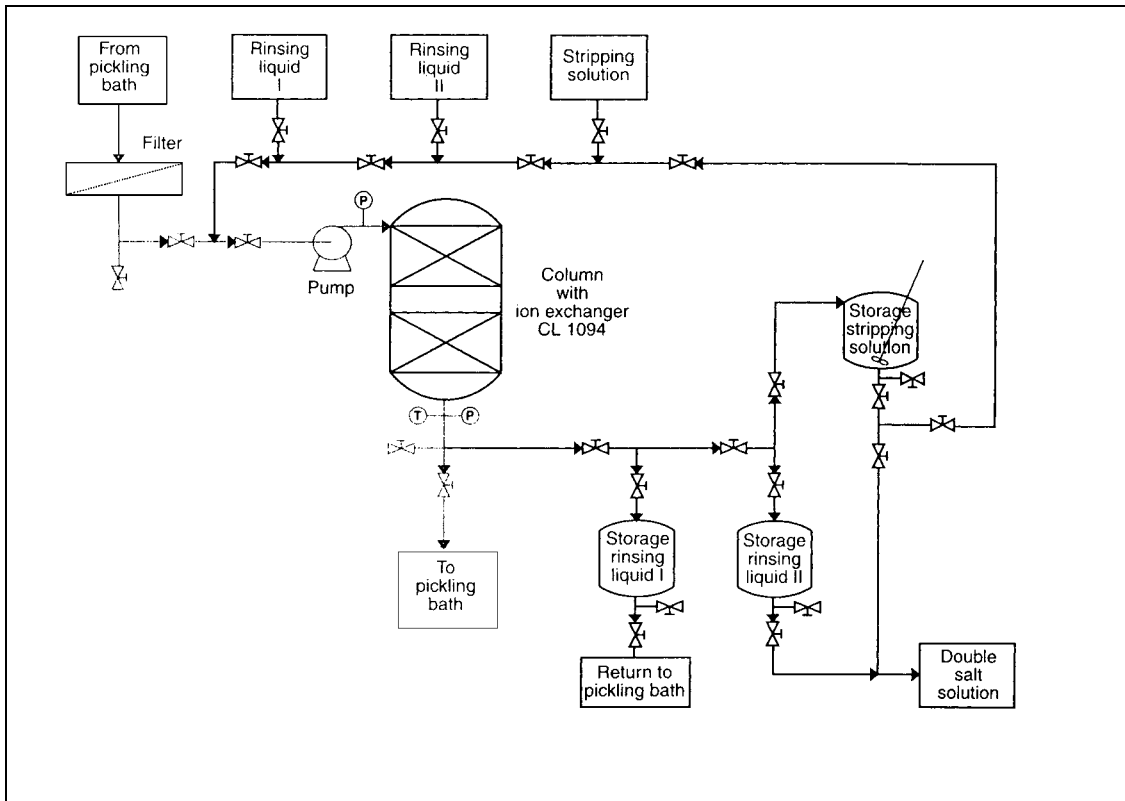 From
pickling
bath
Rinsing
liquid
I
Rinsing
liquid
II
Stripping
solution
Filter
P
Pump
Column
with
ion exchanger
CL 1094
Storage
stripping
solution
T
P
To
pickling
bath
Storage
rinsing
liquid I
Storage
rinsing
liquid II
Return to
pickling bath
Double
salt
solution